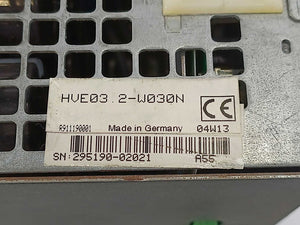 HVE03.2-W030N
CE
R911190001 Made in Germany 04W13
SN:295190-02021 A55